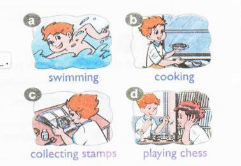 a
b
swimming
cooking
c
d
collecting stamps
playing chess